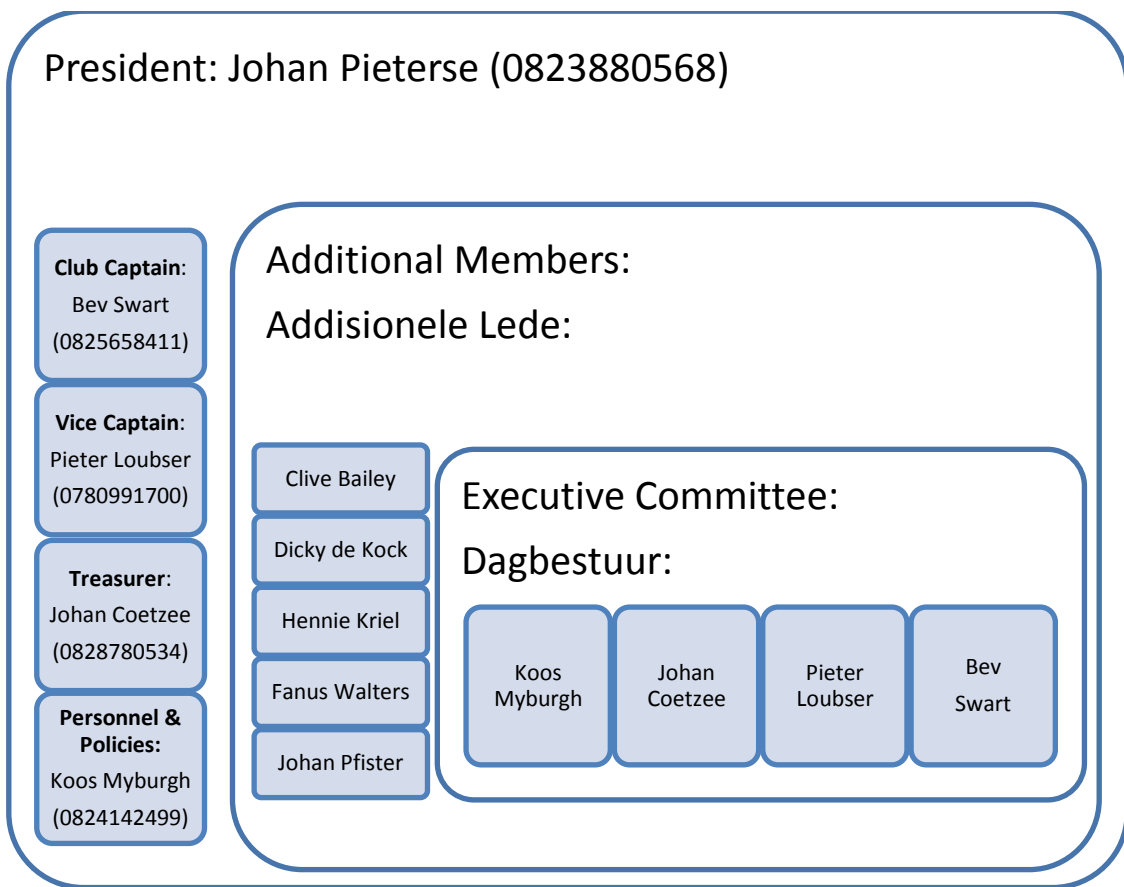 President: Johan Pieterse (0823880568)
Club Captain:
Bev Swart
(0825658411)
Vice Captain:
Pieter Loubser
(0780991700)
Treasurer:
Johan Coetzee
(0828780534)
Personnel &
Policies:
Koos Myburgh
(0824142499)
Additional Members:
Addisionele Lede:
Clive Bailey
Dicky de Kock
Hennie Kriel
Fanus Walters
Johan Pfister
Executive Committee:
Dagbestuur:
Koos
Myburgh
Johan
Coetzee
Pieter
Loubser
Bev
Swart